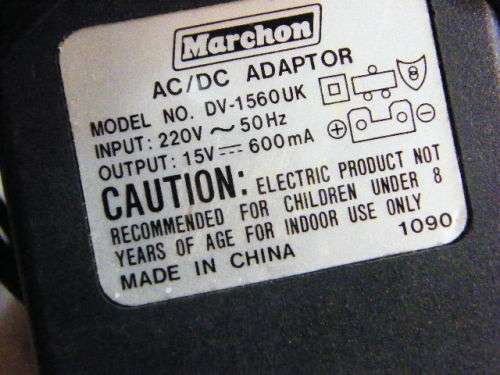 Marchon
AC/DC ADAPTOR
MODEL NO. DV-1560UK
INPUT: 220V ~ 50Hz
OUTPUT: 15V ⎓ 600mA
8
+ −
CAUTION: ELECTRIC PRODUCT NOT
RECOMMENDED FOR CHILDREN UNDER 8
YEARS OF AGE FOR INDOOR USE ONLY
MADE IN CHINA
1090